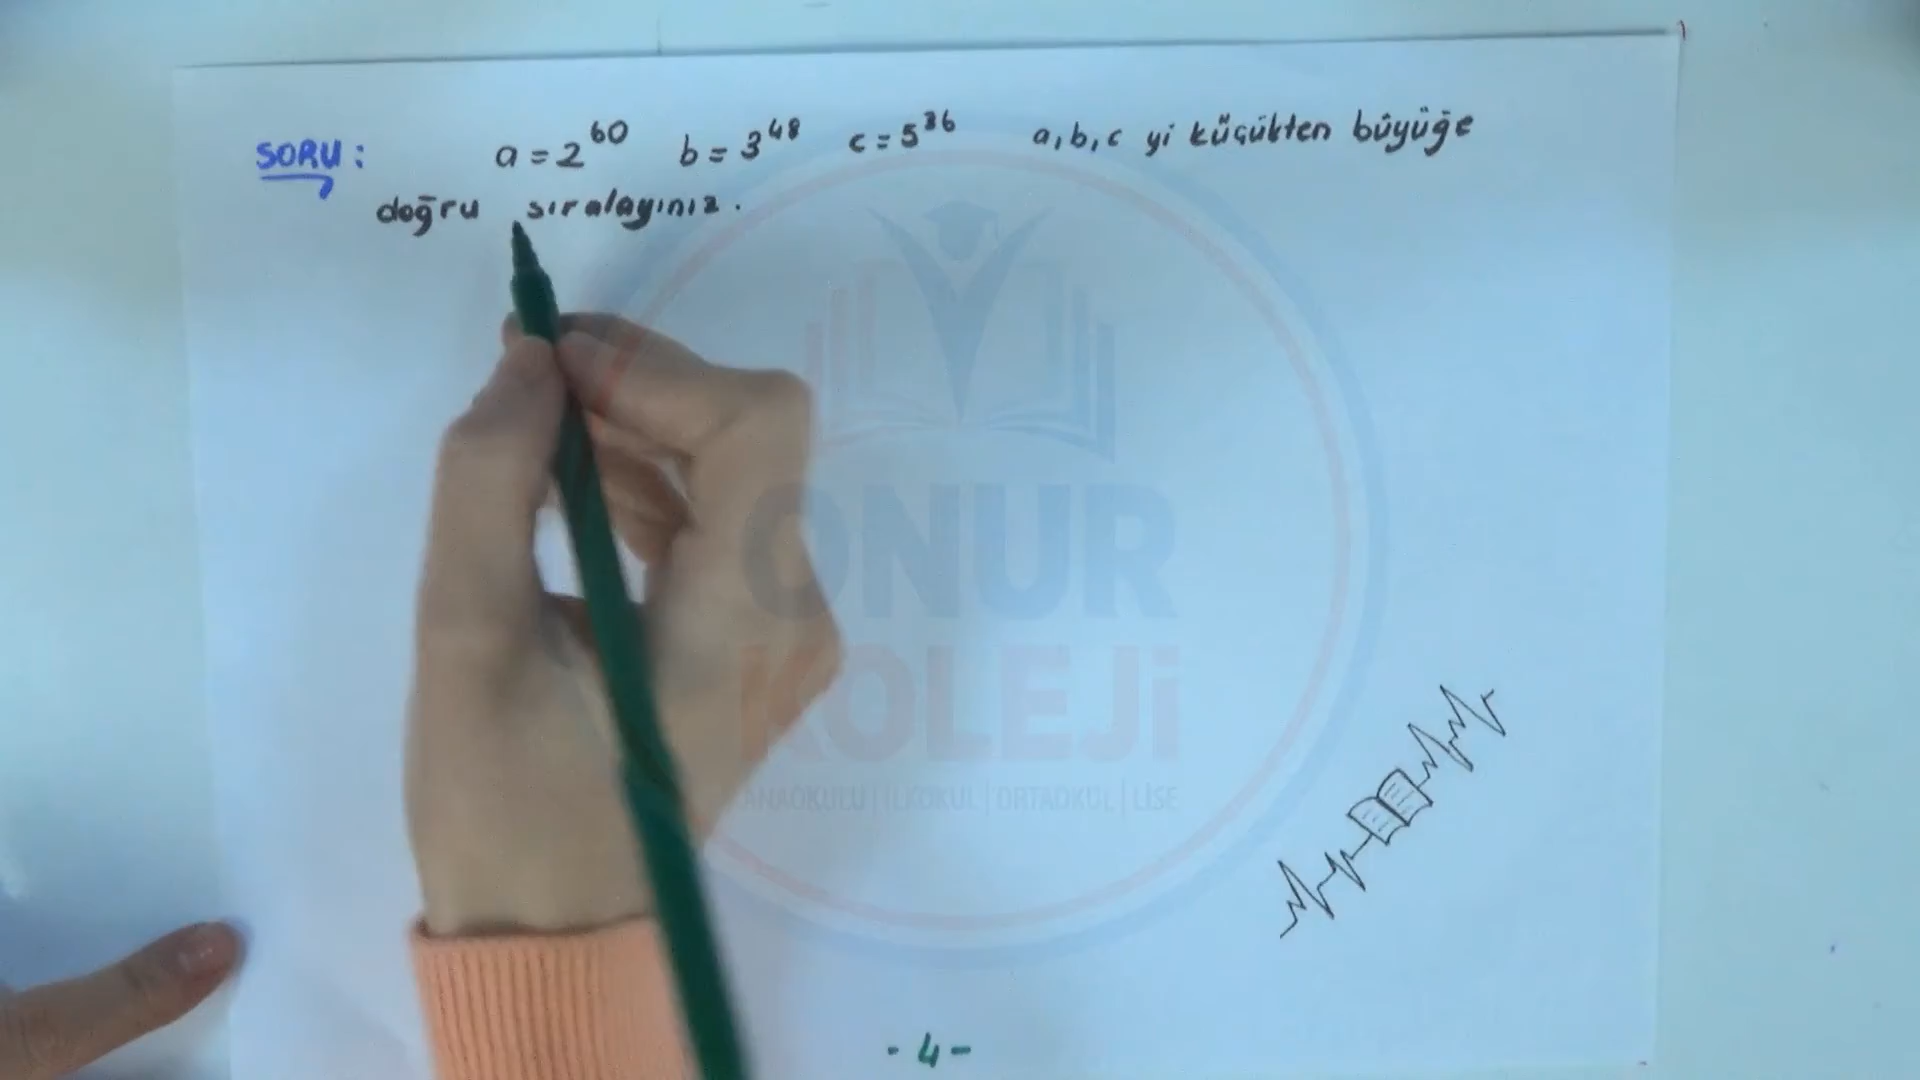 SORU: a = 2^60 b = 3^48 c = 5^36 a, b, c yi küçükten büyüğe
doğru sıralayınız.
ONUR
KOLEJİ
ANAOKULU | İLKOKUL | ORTAOKUL | LİSE
- 4 -